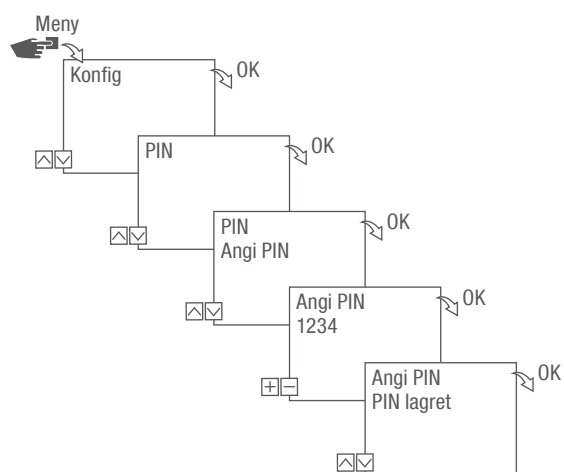 Meny
Konfig
OK
PIN
OK
PIN
Angi PIN
OK
Angi PIN
1234
OK
Angi PIN
PIN lagret
OK